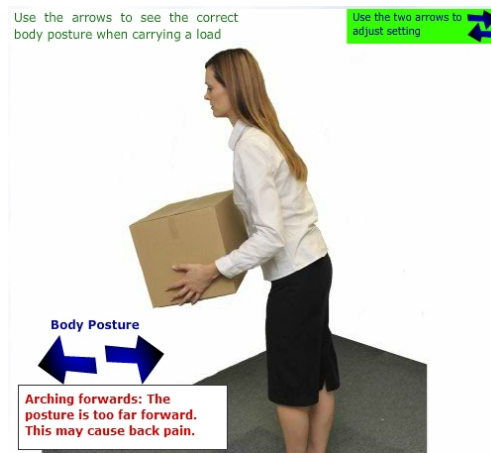 Use the arrows to see the correct
body posture when carrying a load
Use the two arrows to
adjust setting
Body Posture
Arching forwards: The
posture is too far forward.
This may cause back pain.